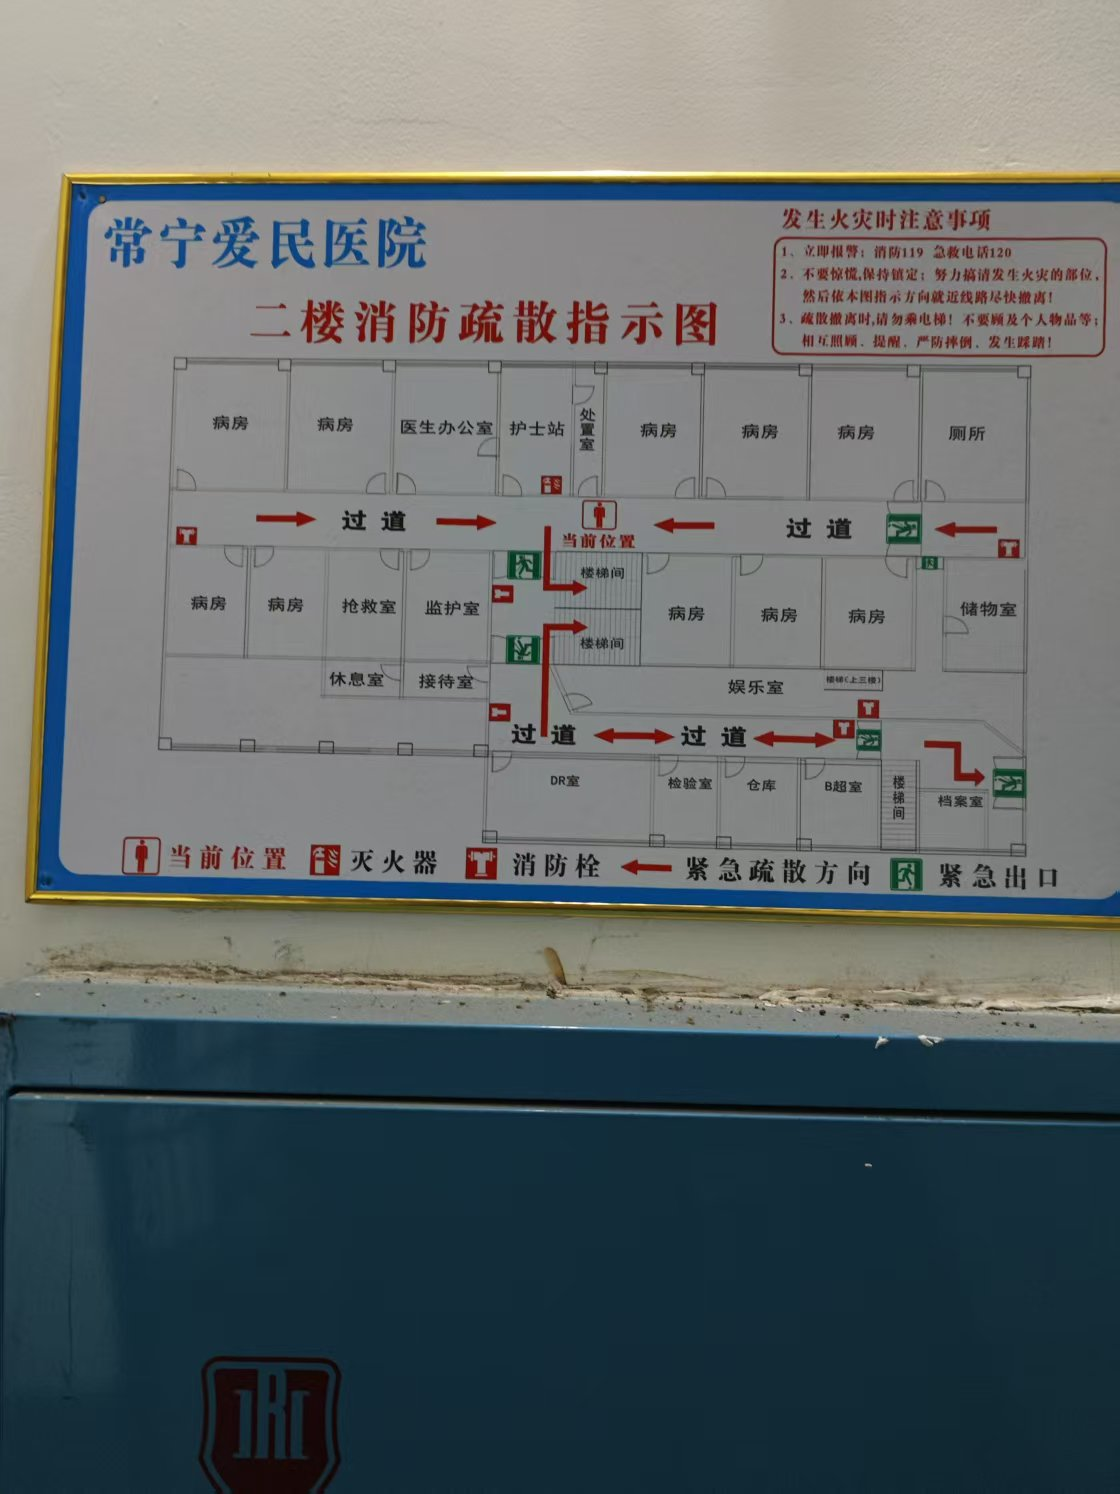 常宁爱民医院
二楼消防疏散指示图
发生火灾时注意事项
1、立即报警：消防119 急救电话120
2、不要惊慌,保持镇定；努力搞清发生火灾的部位，
然后依本图指示方向就近线路尽快撤离！
3、疏散撤离时,请勿乘电梯！不要顾及个人物品等；
相互照顾、提醒、严防摔倒、发生踩踏！
病房
病房
医生办公室
护士站
处置室
病房
病房
病房
厕所
过道
当前位置
过道
病房
病房
抢救室
监护室
楼梯间
楼梯间
病房
病房
病房
储物室
休息室
接待室
娱乐室
楼梯(上三楼)
过道
过道
DR室
检验室
仓库
B超室
楼梯间
档案室
当前位置
灭火器
消防栓
紧急疏散方向
紧急出口